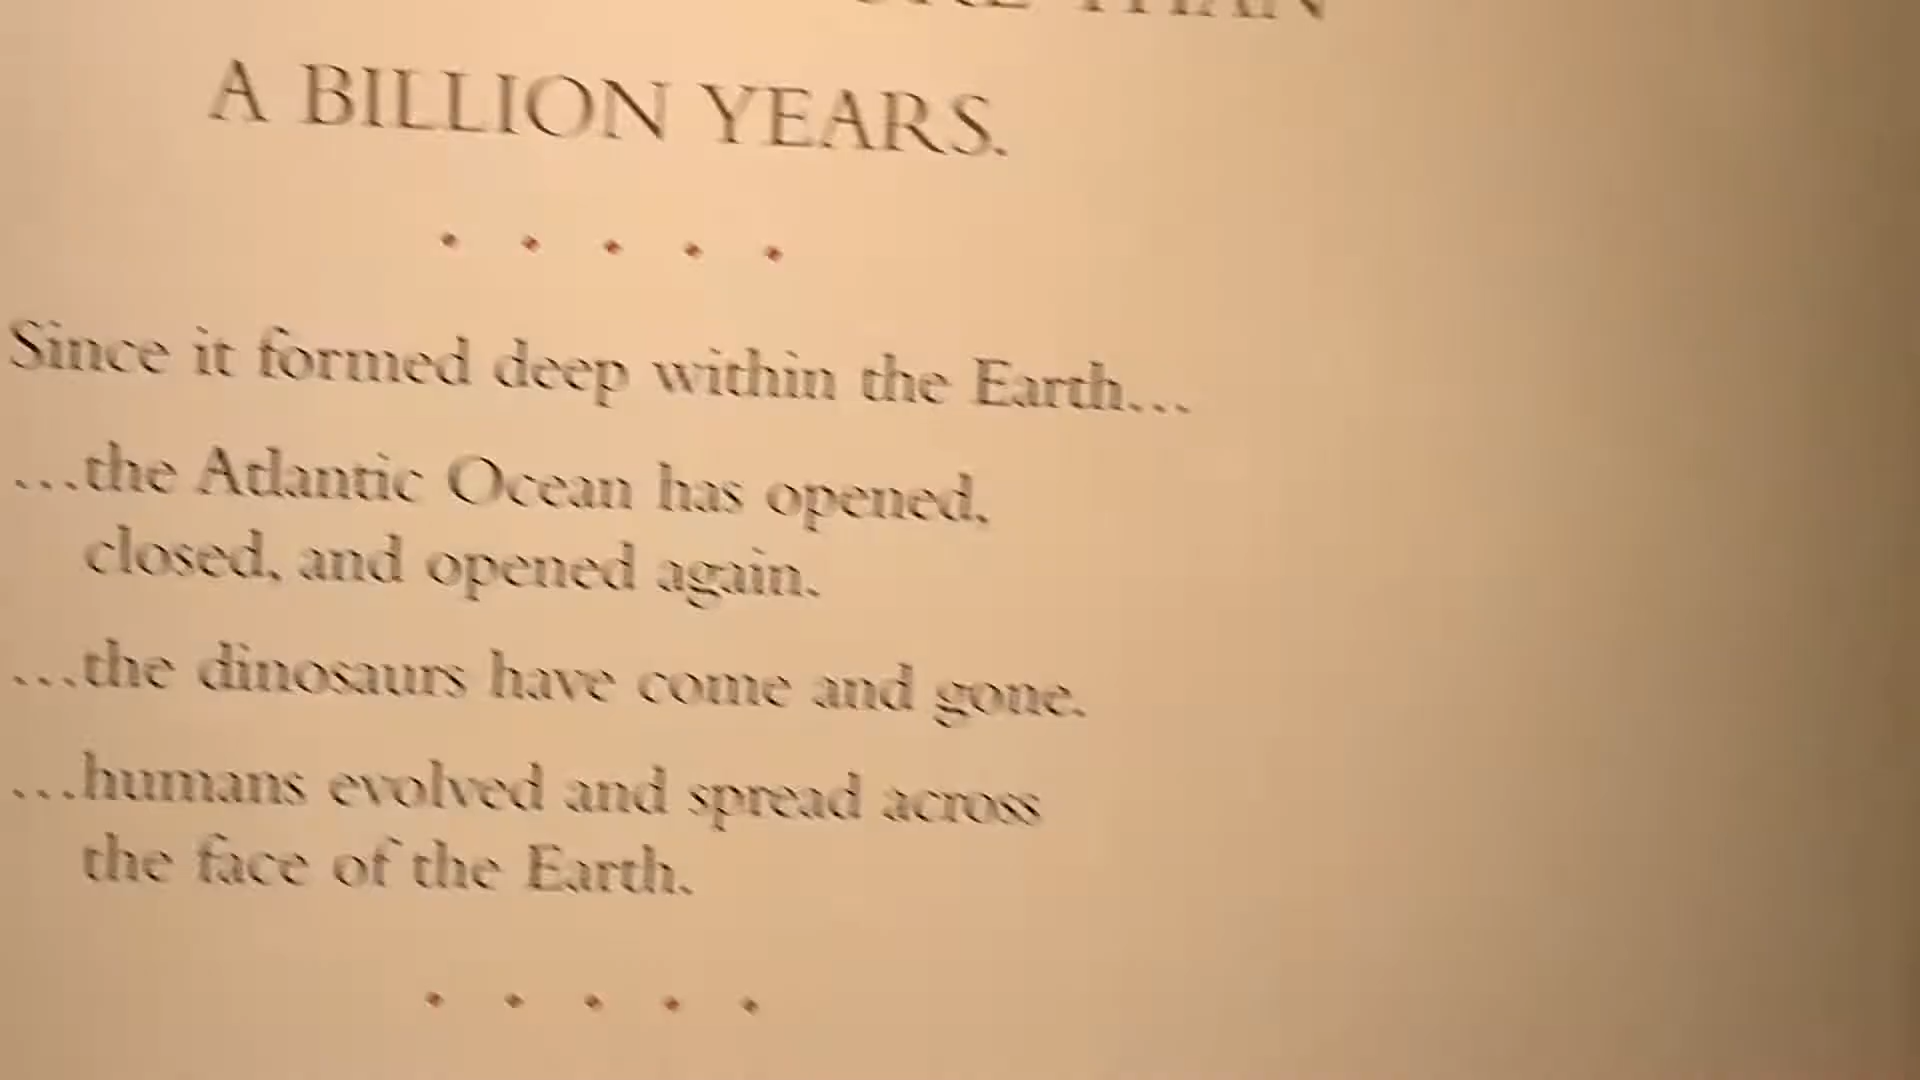 THAN
A BILLION YEARS.
Since it formed deep within the Earth...
...the Atlantic Ocean has opened,
closed, and opened again.
...the dinosaurs have come and gone.
...humans evolved and spread across
the face of the Earth.